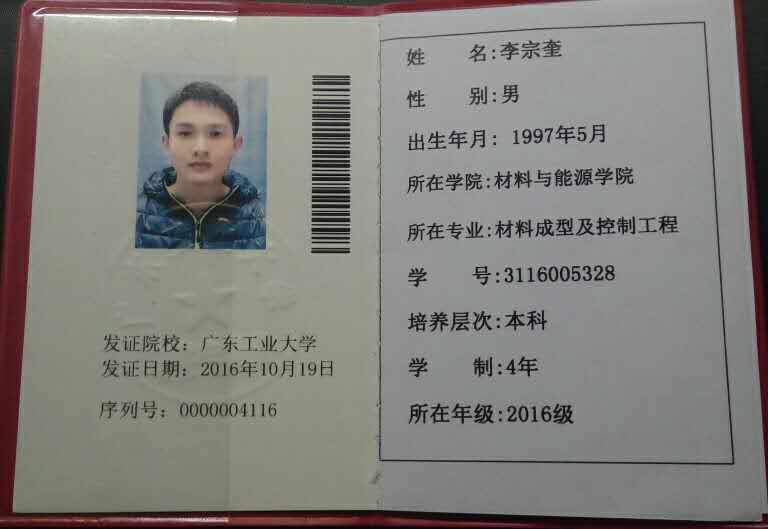 发证院校：广东工业大学
发证日期：2016年10月19日
序列号：0000004116
姓 名:李宗奎
性 别:男
出生年月: 1997年5月
所在学院:材料与能源学院
所在专业:材料成型及控制工程
学 号:3116005328
培养层次:本科
学 制:4年
所在年级:2016级